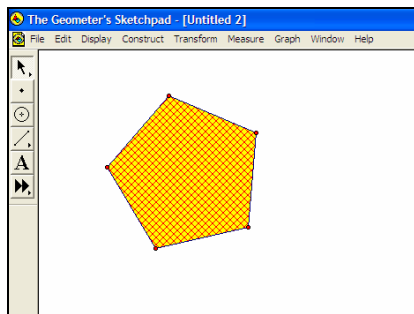 The Geometer's Sketchpad - [Untitled 2]
File Edit Display Construct Transform Measure Graph Window Help
A